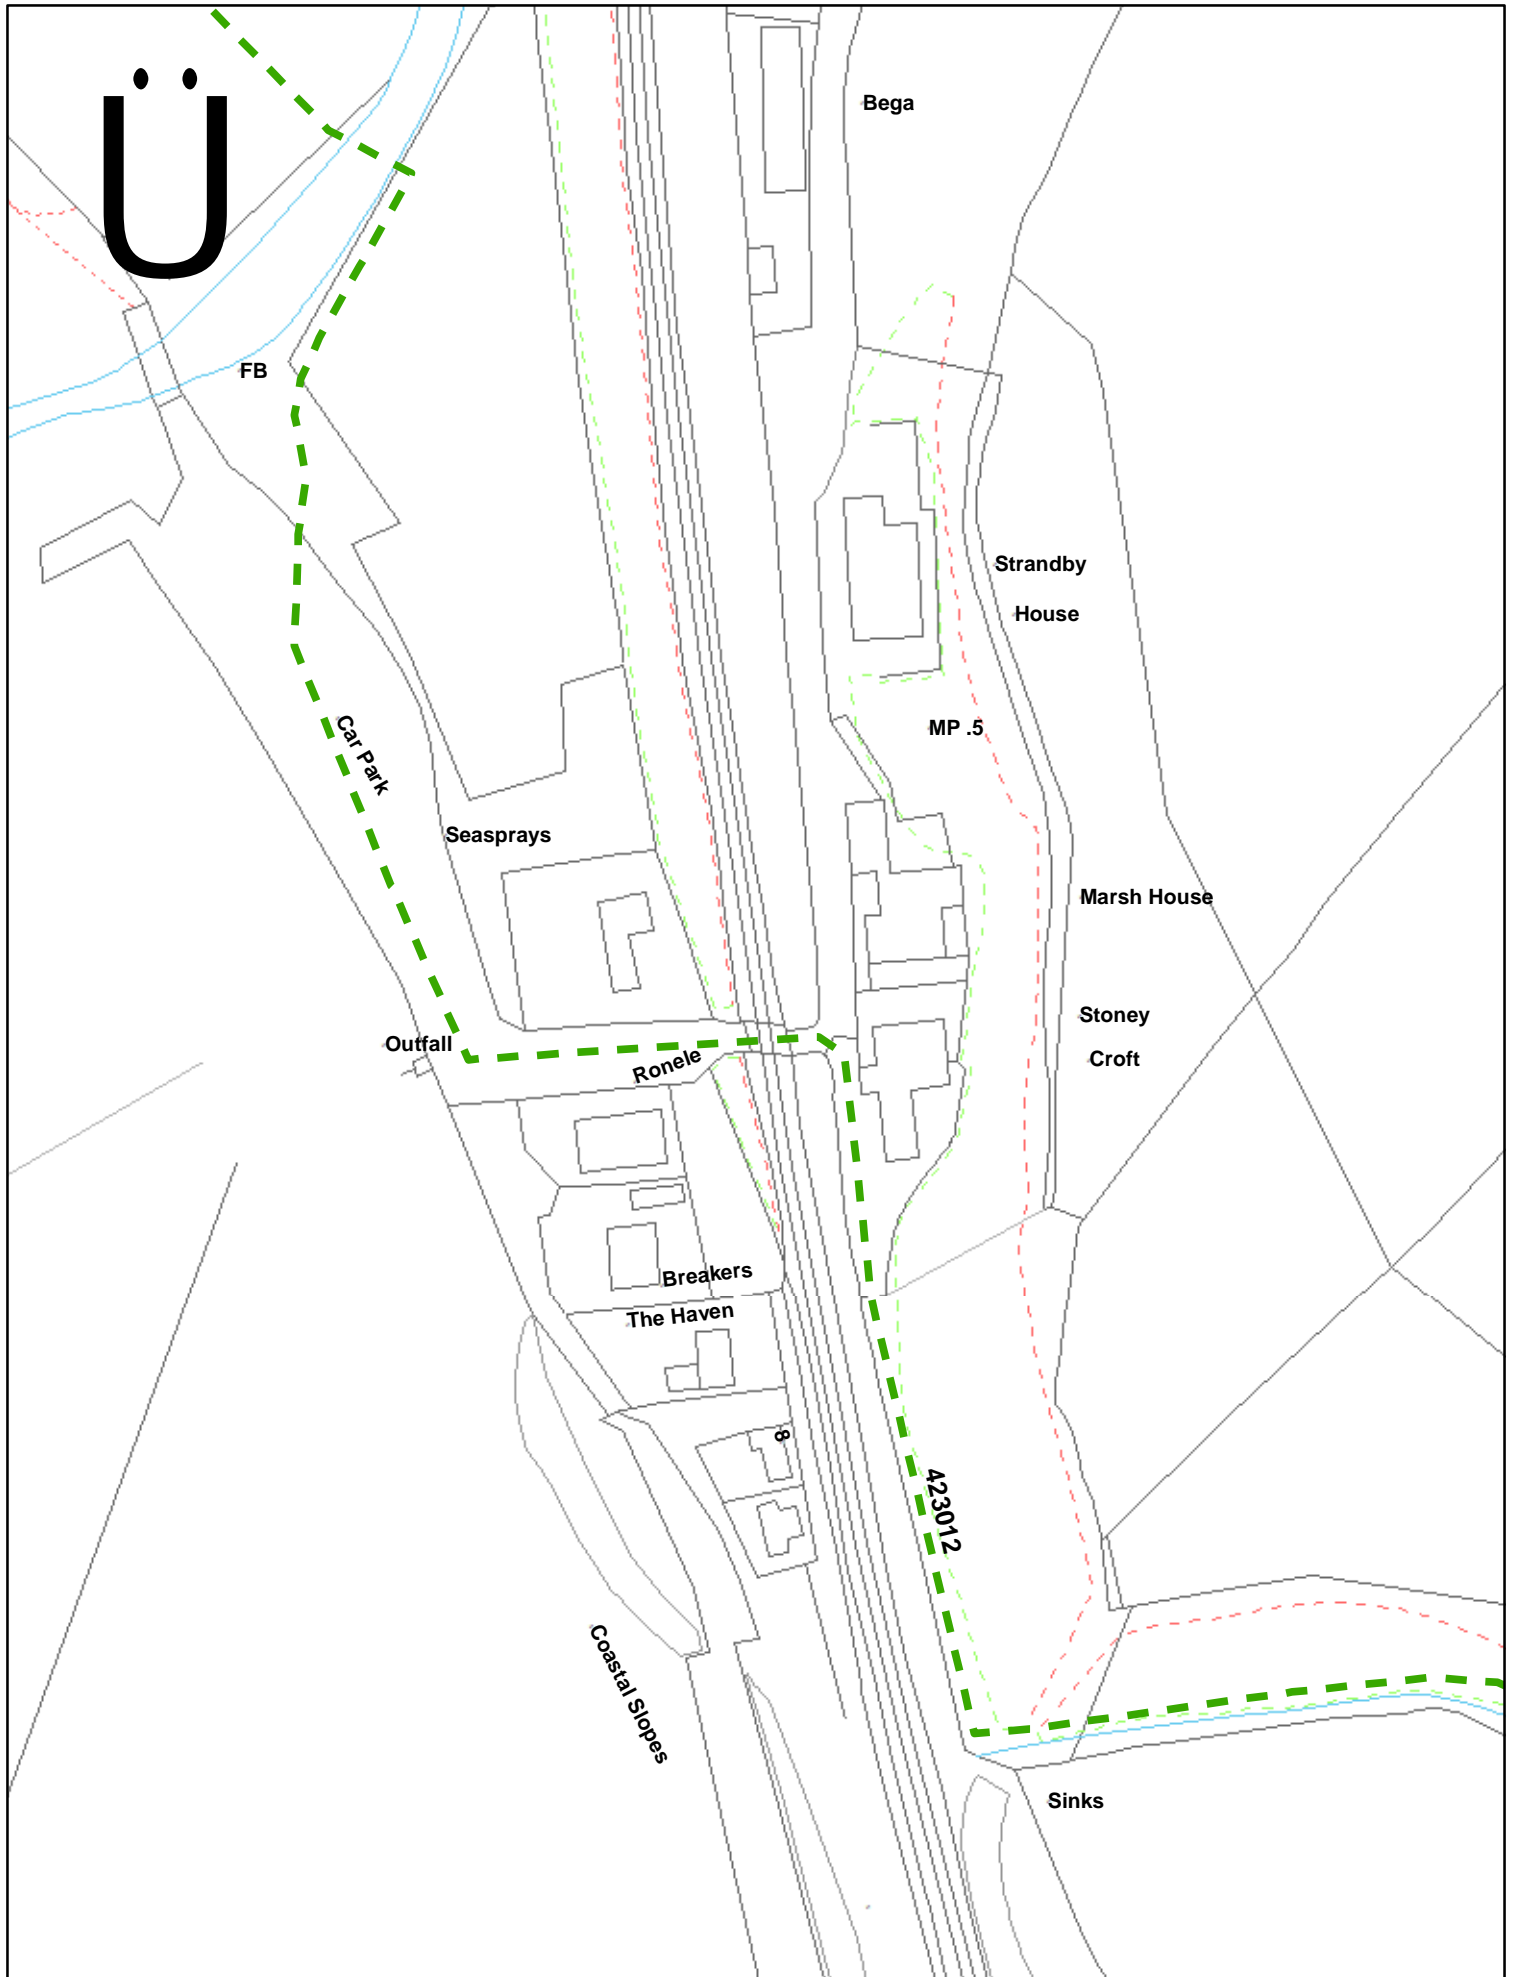 Ü
Bega
FB
Strandby
House
MP .5
Car Park
Seasprays
Marsh House
Stoney
Outfall
Croft
Ronele
Breakers
The Haven
8
423012
Coastal Slopes
Sinks